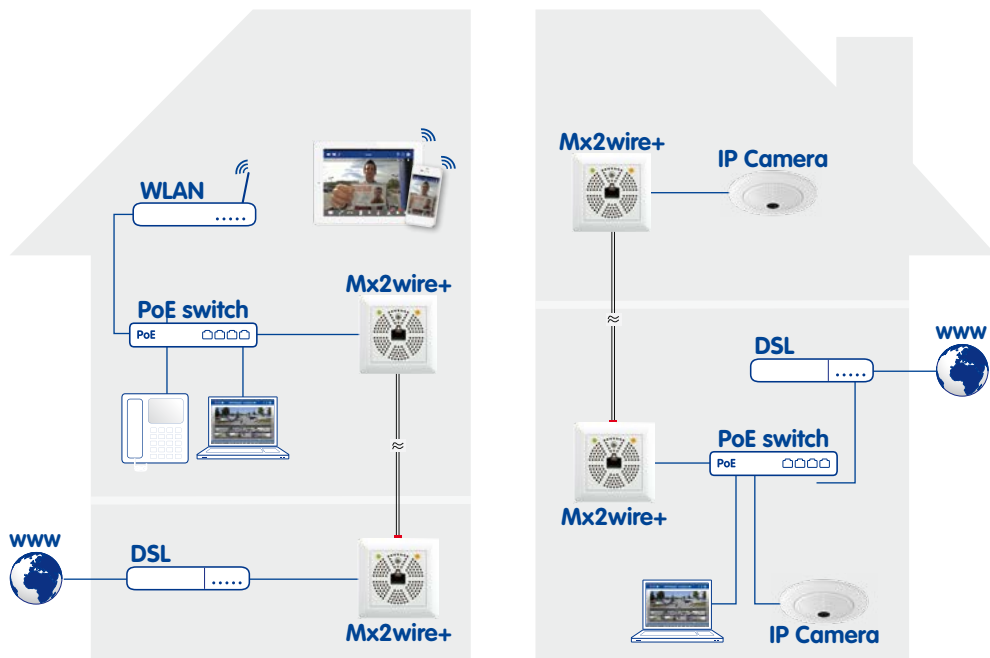 WLAN
Mx2wire+
PoE switch
PoE
www
DSL
Mx2wire+
Mx2wire+
IP Camera
www
DSL
PoE switch
PoE
Mx2wire+
IP Camera